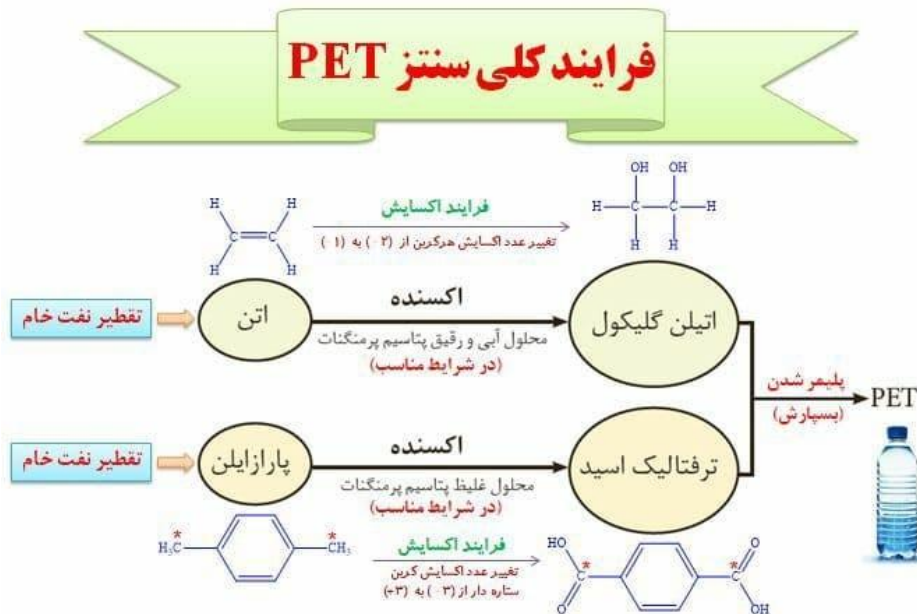 فرایند کلی سنتز PET
H
H
C=C
H
H
فرایند اکسایش
تغییر عدد اکسایش هرکربن از (۲-) به (۱-)
OH OH
H C C H
H H
تقطیر نفت خام
اتن
اکسنده
محلول آبی و رقیق پتاسیم پرمنگنات
(در شرایط مناسب)
اتیلن گلیکول
پلیمر شدن
(بسپارش)
PET
تقطیر نفت خام
پارازایلن
اکسنده
محلول غلیظ پتاسیم پرمنگنات
(در شرایط مناسب)
ترفتالیک اسید
H₃C* *CH₃
فرایند اکسایش
تغییر عدد اکسایش کربن
ستاره دار از (۳-) به (۳+)
HO O
C* *C
O OH